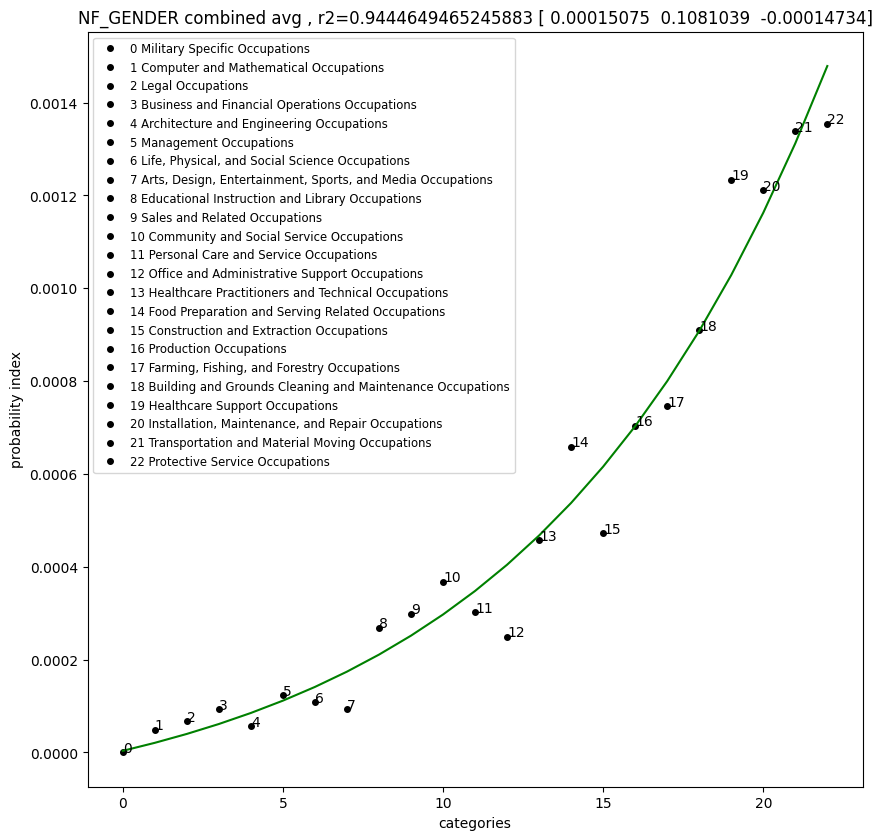 NF_GENDER combined avg , r2=0.9444649465245883 [ 0.00015075  0.1081039  -0.00014734]
0 Military Specific Occupations
1 Computer and Mathematical Occupations
2 Legal Occupations
3 Business and Financial Operations Occupations
4 Architecture and Engineering Occupations
5 Management Occupations
6 Life, Physical, and Social Science Occupations
7 Arts, Design, Entertainment, Sports, and Media Occupations
8 Educational Instruction and Library Occupations
9 Sales and Related Occupations
10 Community and Social Service Occupations
11 Personal Care and Service Occupations
12 Office and Administrative Support Occupations
13 Healthcare Practitioners and Technical Occupations
14 Food Preparation and Serving Related Occupations
15 Construction and Extraction Occupations
16 Production Occupations
17 Farming, Fishing, and Forestry Occupations
18 Building and Grounds Cleaning and Maintenance Occupations
19 Healthcare Support Occupations
20 Installation, Maintenance, and Repair Occupations
21 Transportation and Material Moving Occupations
22 Protective Service Occupations
probability index
0.0014
0.0012
0.0010
0.0008
0.0006
0.0004
0.0002
0.0000
0
1
2
3
4
5
6
7
8
9
10
11
12
13
14
15
16
17
18
19
20
21
22
0 5 10 15 20
categories